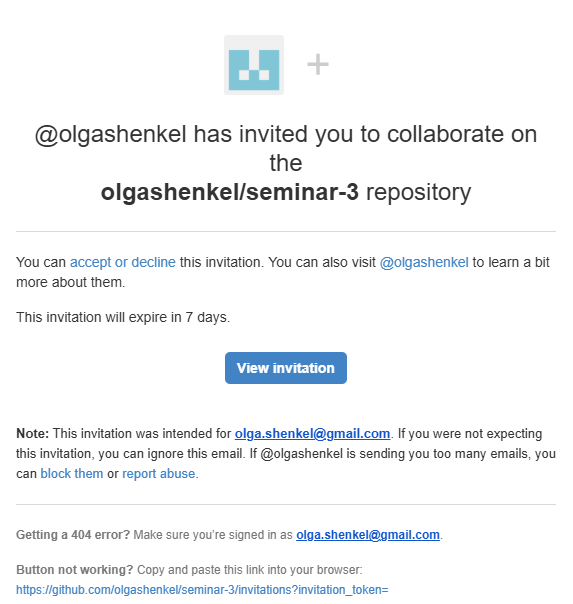 @olgashenkel has invited you to collaborate on
the
olgashenkel/seminar-3 repository
You can accept or decline this invitation. You can also visit @olgashenkel to learn a bit
more about them.
This invitation will expire in 7 days.
View invitation
Note: This invitation was intended for olga.shenkel@gmail.com. If you were not expecting
this invitation, you can ignore this email. If @olgashenkel is sending you too many emails, you
can block them or report abuse.
Getting a 404 error? Make sure you’re signed in as olga.shenkel@gmail.com.
Button not working? Copy and paste this link into your browser:
https://github.com/olgashenkel/seminar-3/invitations?invitation_token=